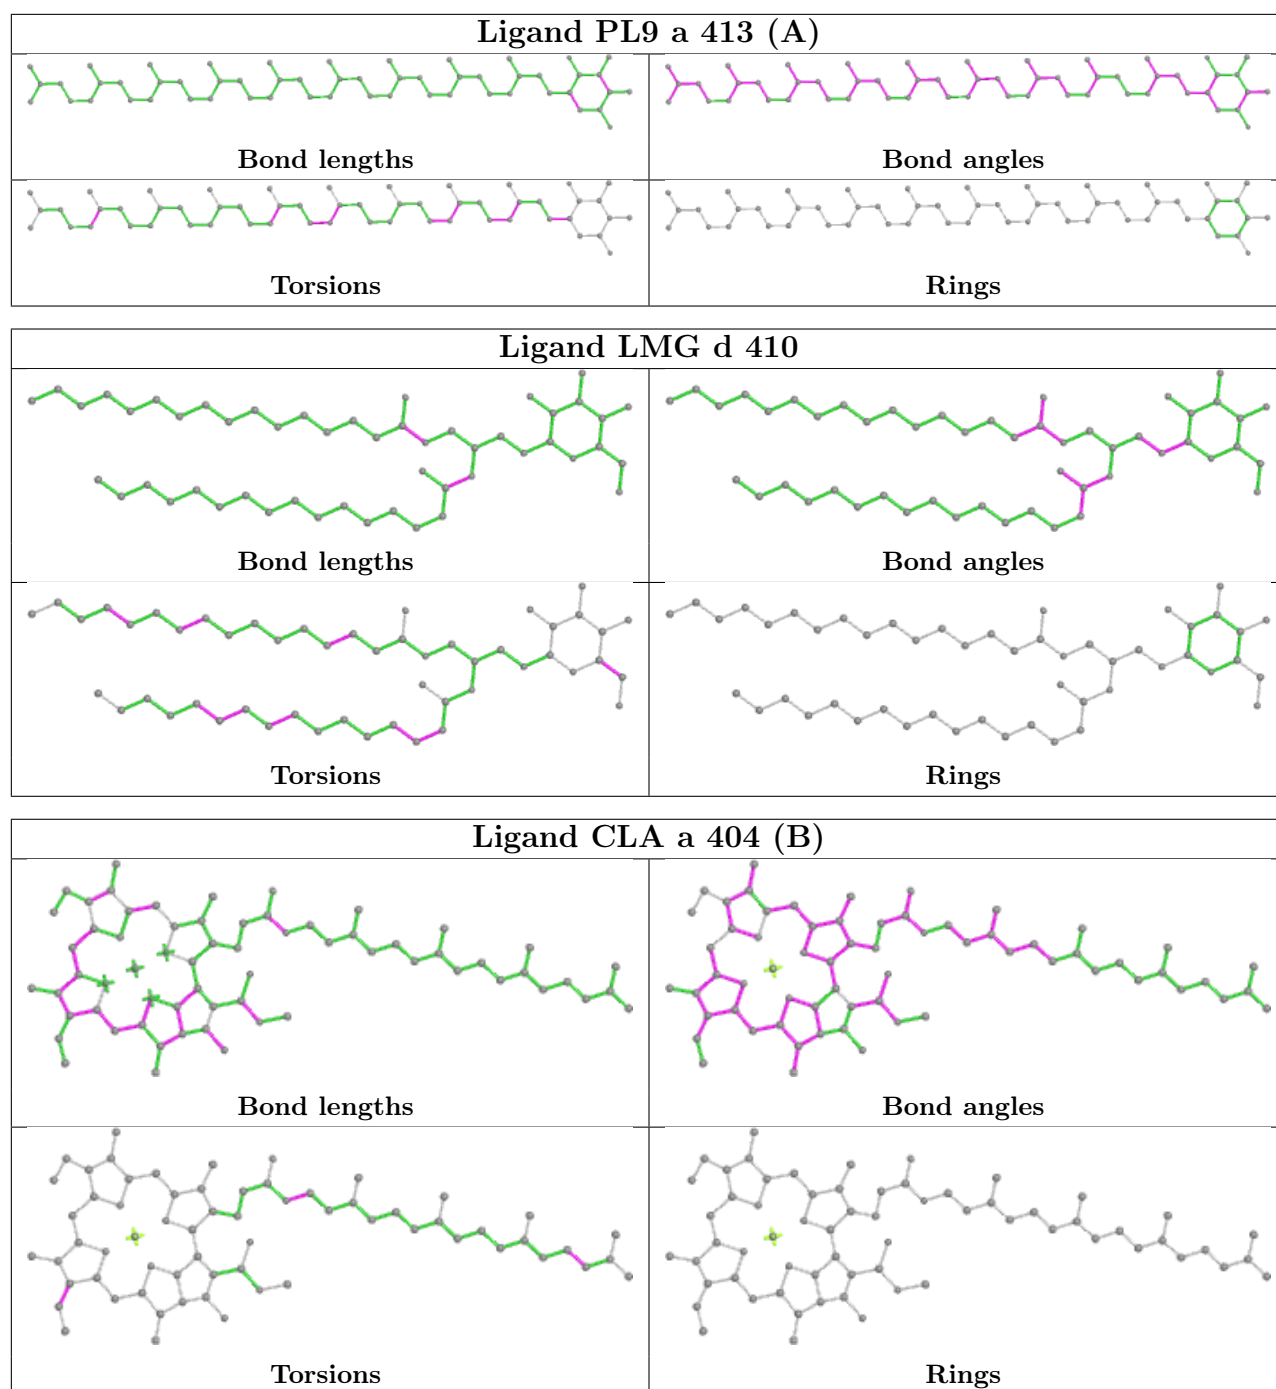 Ligand PL9 a 413 (A)
Bond lengths
Bond angles
Torsions
Rings
Ligand LMG d 410
Bond lengths
Bond angles
Torsions
Rings
Ligand CLA a 404 (B)
Bond lengths
Bond angles
Torsions
Rings